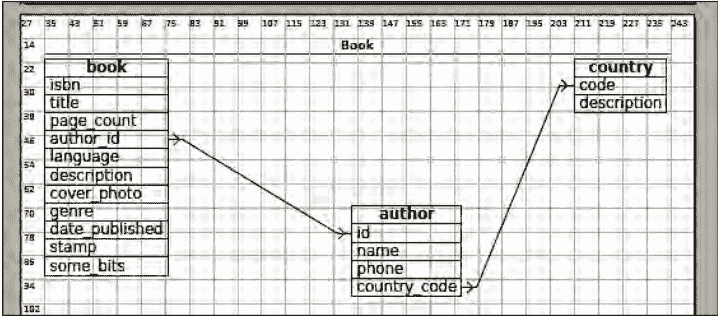 27 35 43 51 59 67 75 83 91 99 107 115 123 131 139 147 155 163 171 179 187 195 203 211 219 227 235 243
14
Book
22
book
country
isbn
code
30
title
description
38
page_count
46
author_id
language
54
description
62
cover_photo
genre
70
author
date_published
id
78
stamp
name
86
some_bits
phone
94
country_code
102